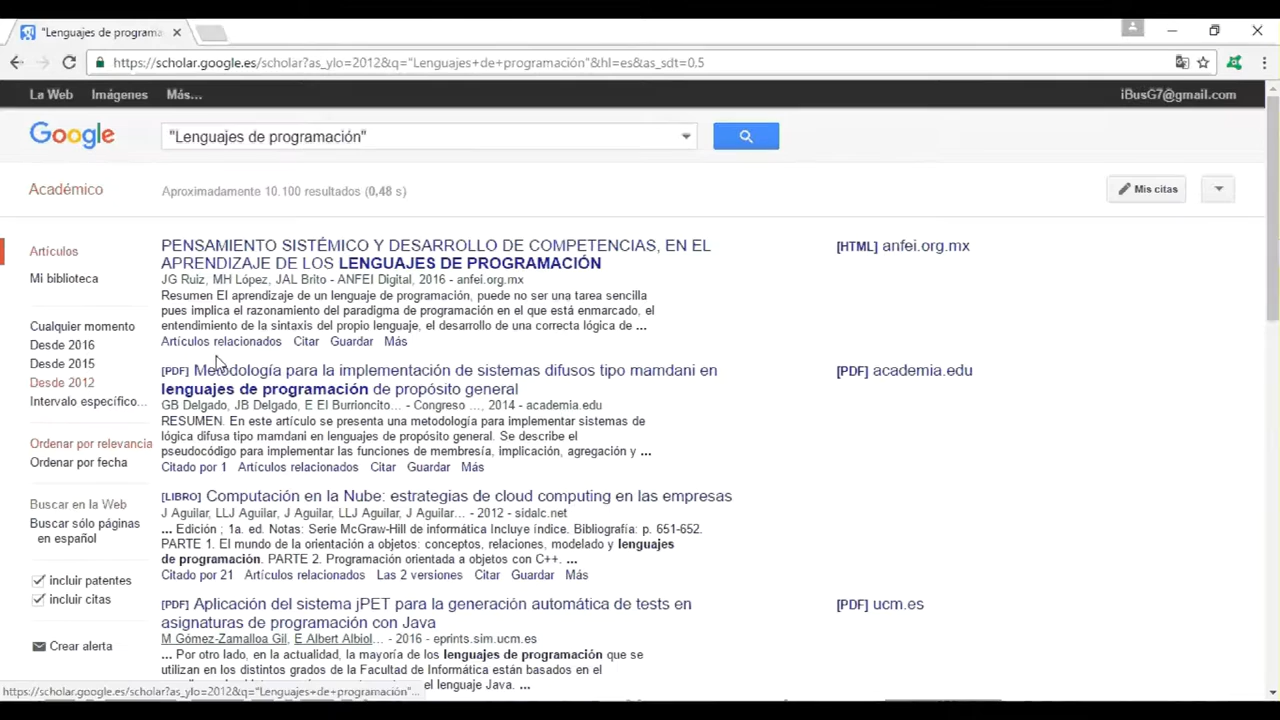 "Lenguajes de programa
https://scholar.google.es/scholar?as_ylo=2012&q="Lenguajes+de+programación"&hl=es&as_sdt=0.5
La Web Imágenes Más... iBusG7@gmail.com
Google "Lenguajes de programación"
Académico Aproximadamente 10.100 resultados (0,48 s) Mis citas
Artículos
Mi biblioteca
Cualquier momento
Desde 2016
Desde 2015
Desde 2012
Intervalo específico...
Ordenar por relevancia
Ordenar por fecha
Buscar en la Web
Buscar sólo páginas
en español
incluir patentes
incluir citas
Crear alerta
PENSAMIENTO SISTÉMICO Y DESARROLLO DE COMPETENCIAS, EN EL
APRENDIZAJE DE LOS LENGUAJES DE PROGRAMACIÓN
JG Ruiz, MH López, JAL Brito - ANFEI Digital, 2016 - anfei.org.mx
Resumen El aprendizaje de un lenguaje de programación, puede no ser una tarea sencilla
pues implica el razonamiento del paradigma de programación en el que está enmarcado, el
entendimiento de la sintaxis del propio lenguaje, el desarrollo de una correcta lógica de ...
Artículos relacionados Citar Guardar Más
[HTML] anfei.org.mx
[PDF] Metodología para la implementación de sistemas difusos tipo mamdani en
lenguajes de programación de propósito general
GB Delgado, JB Delgado, E El Burrioncito... - Congreso ..., 2014 - academia.edu
RESUMEN. En este artículo se presenta una metodología para implementar sistemas de
lógica difusa tipo mamdani en lenguajes de propósito general. Se describe el
pseudocódigo para implementar las funciones de membresía, implicación, agregación y ...
Citado por 1 Artículos relacionados Citar Guardar Más
[PDF] academia.edu
[LIBRO] Computación en la Nube: estrategias de cloud computing en las empresas
J Aguilar, LLJ Aguilar, J Aguilar, LLJ Aguilar, J Aguilar... - 2012 - sidalc.net
... Edición ; 1a. ed. Notas: Serie McGraw-Hill de informática Incluye índice. Bibliografía: p. 651-652.
PARTE 1. El mundo de la orientación a objetos: conceptos, relaciones, modelado y lenguajes
de programación. PARTE 2. Programación orientada a objetos con C++. ...
Citado por 21 Artículos relacionados Las 2 versiones Citar Guardar Más
[PDF] Aplicación del sistema jPET para la generación automática de tests en
asignaturas de programación con Java
M Gómez-Zamalloa Gil, E Albert Albiol... - 2016 - eprints.sim.ucm.es
... Por otro lado, en la actualidad, la mayoría de los lenguajes de programación que se
utilizan en los distintos grados de la Facultad de Informática están basados en el
el lenguaje Java. ...
[PDF] ucm.es
https://scholar.google.es/scholar?as_ylo=2012&q="Lenguajes+de+programación"...